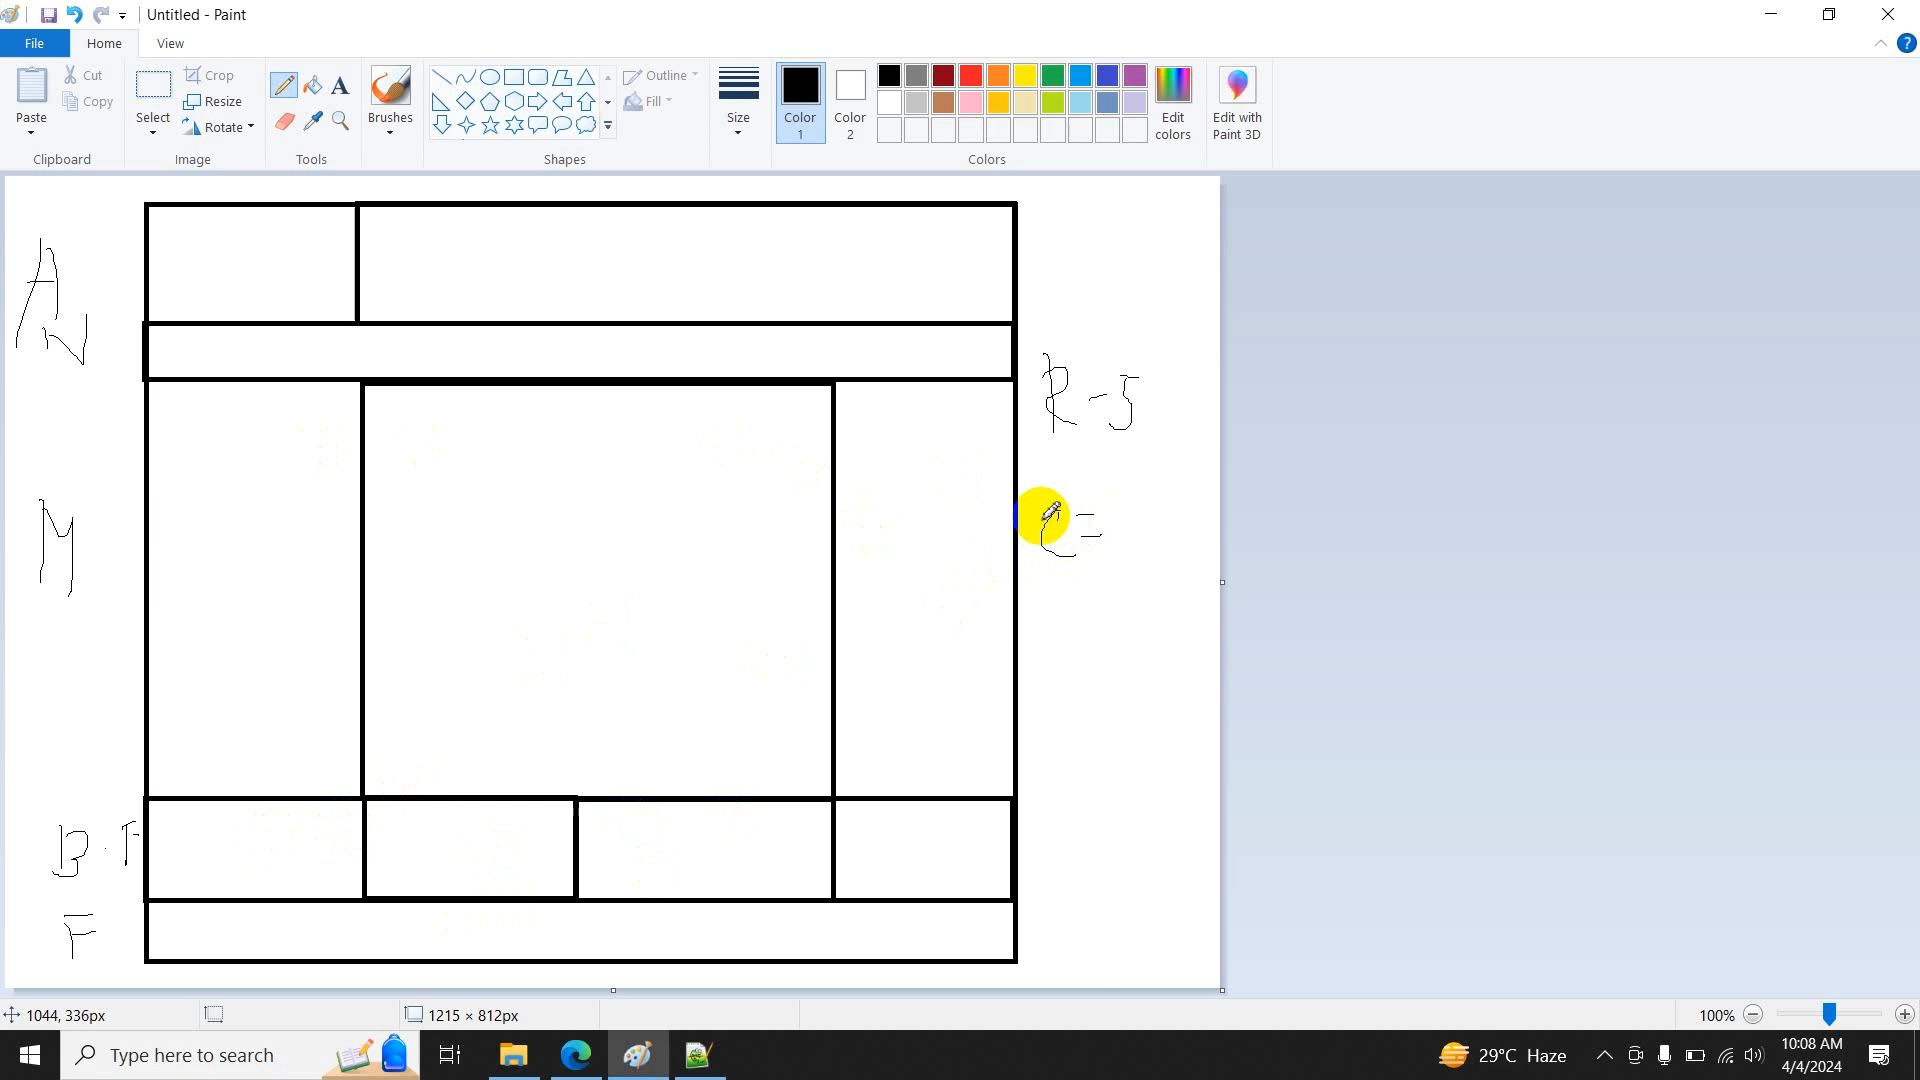 Untitled - Paint
File
Home
View
Paste
Cut
Copy
Clipboard
Select
Crop
Resize
Rotate
Image
Tools
Brushes
Shapes
Outline
Fill
Size
Color 1
Color 2
Colors
Edit colors
Edit with Paint 3D
A
N
M
B.F
F
R-5
C=
1044, 336px
1215 × 812px
100%
Type here to search
29°C Haze
10:08 AM
4/4/2024